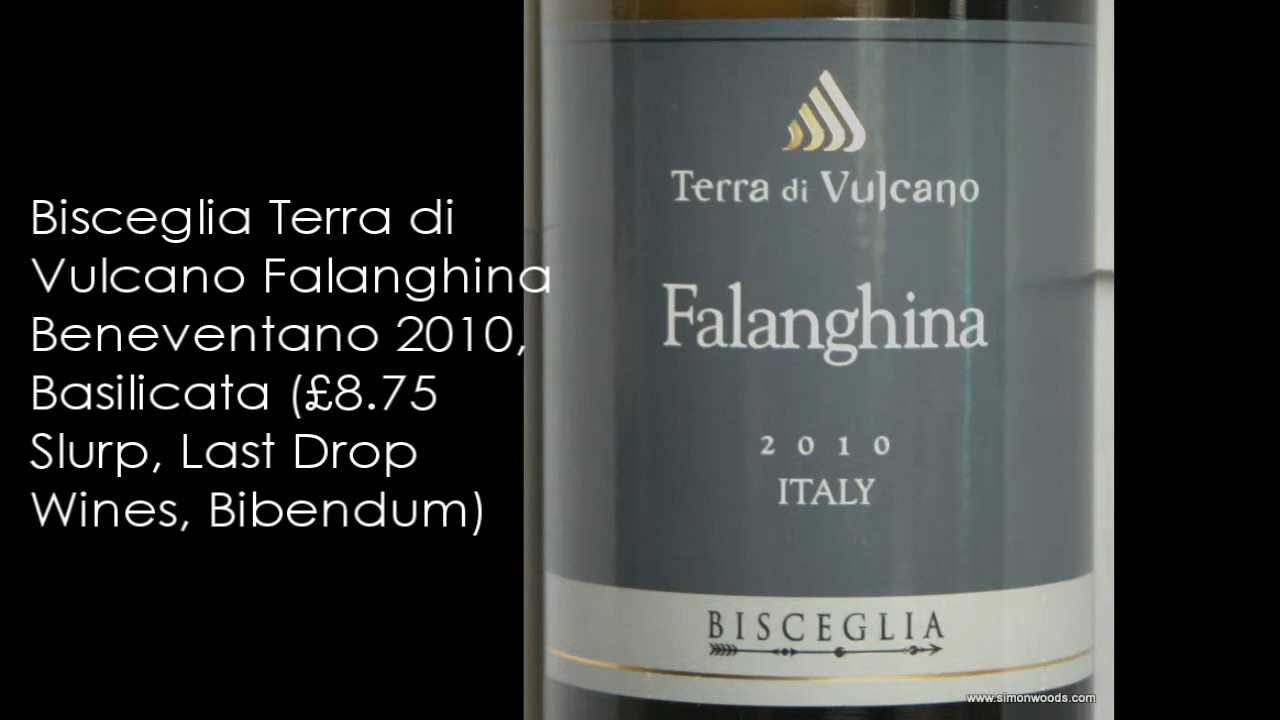 Bisceglia Terra di
Vulcano Falanghina
Beneventano 2010,
Basilicata (£8.75
Slurp, Last Drop
Wines, Bibendum)
Terra di Vulcano
Falanghina
2010
ITALY
BISCEGLIA
www.simonwoods.com